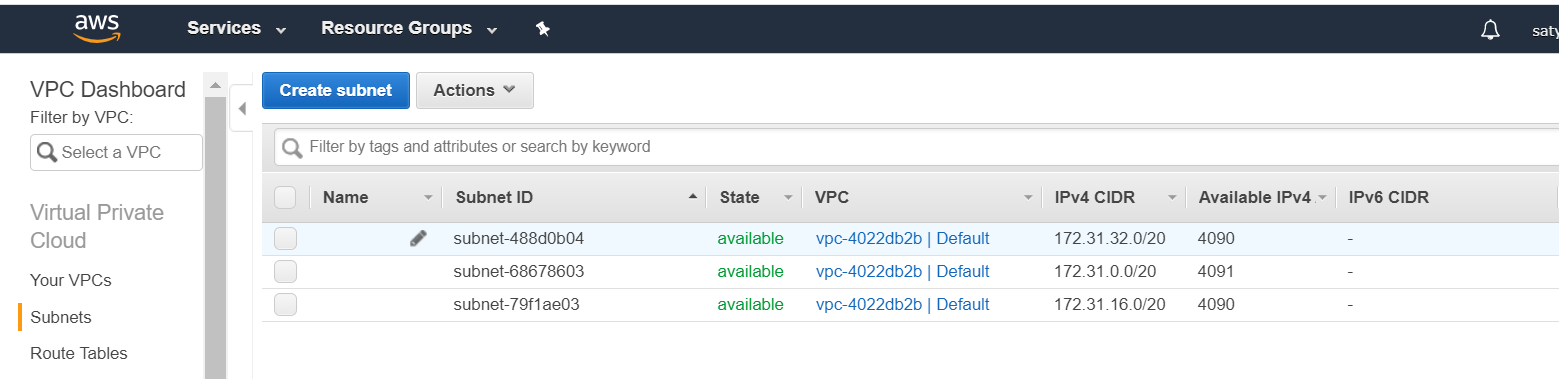 aws Services Resource Groups saty
VPC Dashboard
Filter by VPC:
Select a VPC
Virtual Private
Cloud
Your VPCs
Subnets
Route Tables
Create subnet Actions
Filter by tags and attributes or search by keyword
Name Subnet ID State VPC IPv4 CIDR Available IPv4 IPv6 CIDR
subnet-488d0b04 available vpc-4022db2b | Default 172.31.32.0/20 4090 -
subnet-68678603 available vpc-4022db2b | Default 172.31.0.0/20 4091 -
subnet-79f1ae03 available vpc-4022db2b | Default 172.31.16.0/20 4090 -